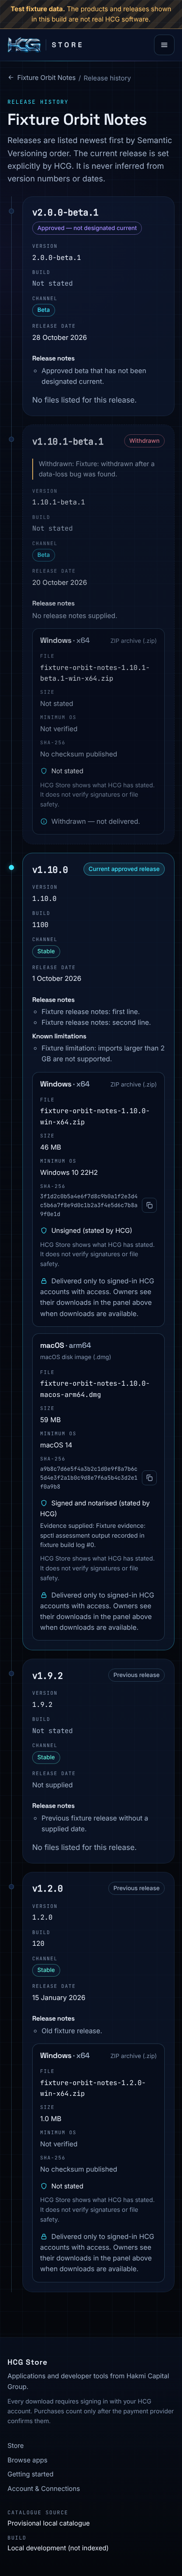 Test fixture data. The products and releases shown
in this build are not real HCG software.
HCG STORE
← Fixture Orbit Notes / Release history
RELEASE HISTORY
Fixture Orbit Notes
Releases are listed newest first by Semantic
Versioning order. The current release is set
explicitly by HCG. It is never inferred from
version numbers or dates.
v2.0.0-beta.1
Approved — not designated current
VERSION
2.0.0-beta.1
BUILD
Not stated
CHANNEL
Beta
RELEASE DATE
28 October 2026
Release notes
Approved beta that has not been
designated current.
No files listed for this release.
v1.10.1-beta.1 Withdrawn
Withdrawn: Fixture: withdrawn after a
data-loss bug was found.
VERSION
1.10.1-beta.1
BUILD
Not stated
CHANNEL
Beta
RELEASE DATE
20 October 2026
Release notes
No release notes supplied.
Windows · x64 ZIP archive (.zip)
FILE
fixture-orbit-notes-1.10.1-
beta.1-win-x64.zip
SIZE
Not stated
MINIMUM OS
Not verified
SHA-256
No checksum published
Not stated
HCG Store shows what HCG has stated.
It does not verify signatures or file
safety.
Withdrawn — not delivered.
v1.10.0 Current approved release
VERSION
1.10.0
BUILD
1100
CHANNEL
Stable
RELEASE DATE
1 October 2026
Release notes
Fixture release notes: first line.
Fixture release notes: second line.
Known limitations
Fixture limitation: imports larger than 2
GB are not supported.
Windows · x64 ZIP archive (.zip)
FILE
fixture-orbit-notes-1.10.0-
win-x64.zip
SIZE
46 MB
MINIMUM OS
Windows 10 22H2
SHA-256
Unsigned (stated by HCG)
HCG Store shows what HCG has stated.
It does not verify signatures or file
safety.
Delivered only to signed-in HCG
accounts with access. Owners see
their downloads in the panel above
when downloads are available.
macOS · arm64
macOS disk image (.dmg)
FILE
fixture-orbit-notes-1.10.0-
macos-arm64.dmg
SIZE
59 MB
MINIMUM OS
macOS 14
SHA-256
Signed and notarised (stated by
HCG)
Evidence supplied: Fixture evidence:
spctl assessment output recorded in
fixture build log #0.
HCG Store shows what HCG has stated.
It does not verify signatures or file
safety.
Delivered only to signed-in HCG
accounts with access. Owners see
their downloads in the panel above
when downloads are available.
v1.9.2 Previous release
VERSION
1.9.2
BUILD
Not stated
CHANNEL
Stable
RELEASE DATE
Not supplied
Release notes
Previous fixture release without a
supplied date.
No files listed for this release.
v1.2.0 Previous release
VERSION
1.2.0
BUILD
120
CHANNEL
Stable
RELEASE DATE
15 January 2026
Release notes
Old fixture release.
Windows · x64 ZIP archive (.zip)
FILE
fixture-orbit-notes-1.2.0-
win-x64.zip
SIZE
1.0 MB
MINIMUM OS
Not verified
SHA-256
No checksum published
Not stated
HCG Store shows what HCG has stated.
It does not verify signatures or file
safety.
Delivered only to signed-in HCG
accounts with access. Owners see
their downloads in the panel above
when downloads are available.
HCG Store
Applications and developer tools from Hakmi Capital
Group.
Every download requires signing in with your HCG
account. Purchases count only after the payment provider
confirms them.
Store
Browse apps
Getting started
Account & Connections
CATALOGUE SOURCE
Provisional local catalogue
BUILD
Local development (not indexed)